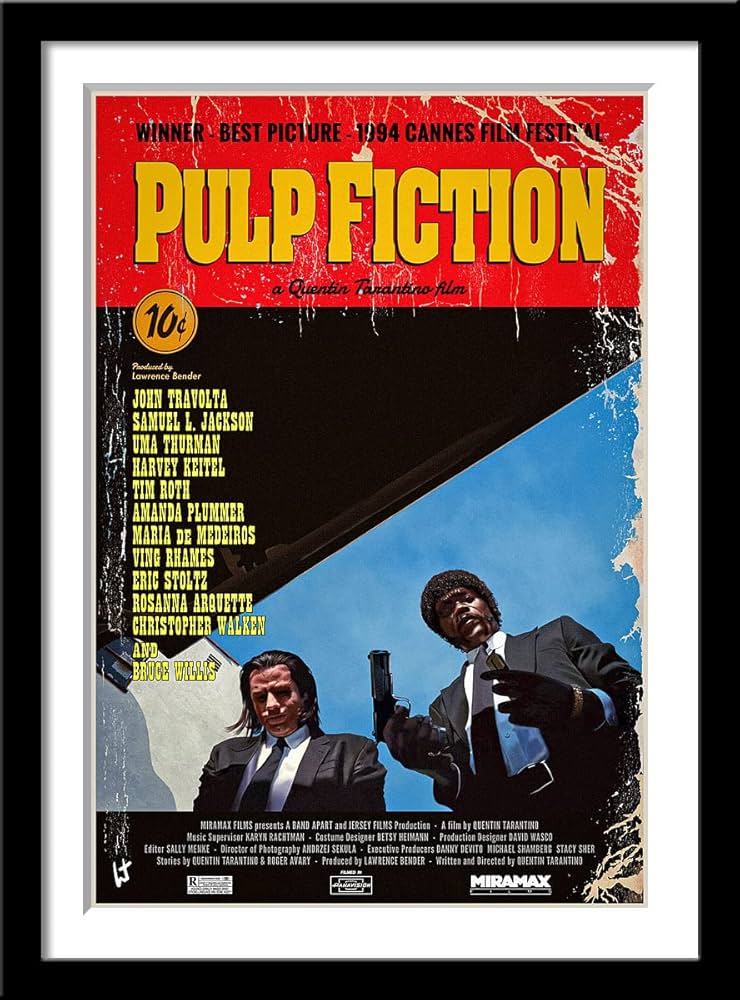 WINNER - BEST PICTURE - 1994 CANNES FILM FESTIVAL
PULP FICTION
a Quentin Tarantino film
10¢
Produced by
Lawrence Bender
JOHN TRAVOLTA
SAMUEL L. JACKSON
UMA THURMAN
HARVEY KEITEL
TIM ROTH
AMANDA PLUMMER
MARIA DE MEDEIROS
VING RHAMES
ERIC STOLTZ
ROSANNA ARQUETTE
CHRISTOPHER WALKEN
AND
BRUCE WILLIS
MIRAMAX FILMS presents A BAND APART and JERSEY FILMS Production - A film by QUENTIN TARANTINO
Music Supervisor KARYN RACHTMAN - Costume Designer BETSY HEIMANN - Production Designer DAVID WASCO
Editor SALLY MENKE - Director of Photography ANDRZEJ SEKULA - Executive Producers DANNY DEVITO MICHAEL SHAMBERG STACY SHER
Stories by QUENTIN TARANTINO & ROGER AVARY - Produced by LAWRENCE BENDER - Written and Directed by QUENTIN TARANTINO
R
FILMED IN
PANAVISION
MIRAMAX